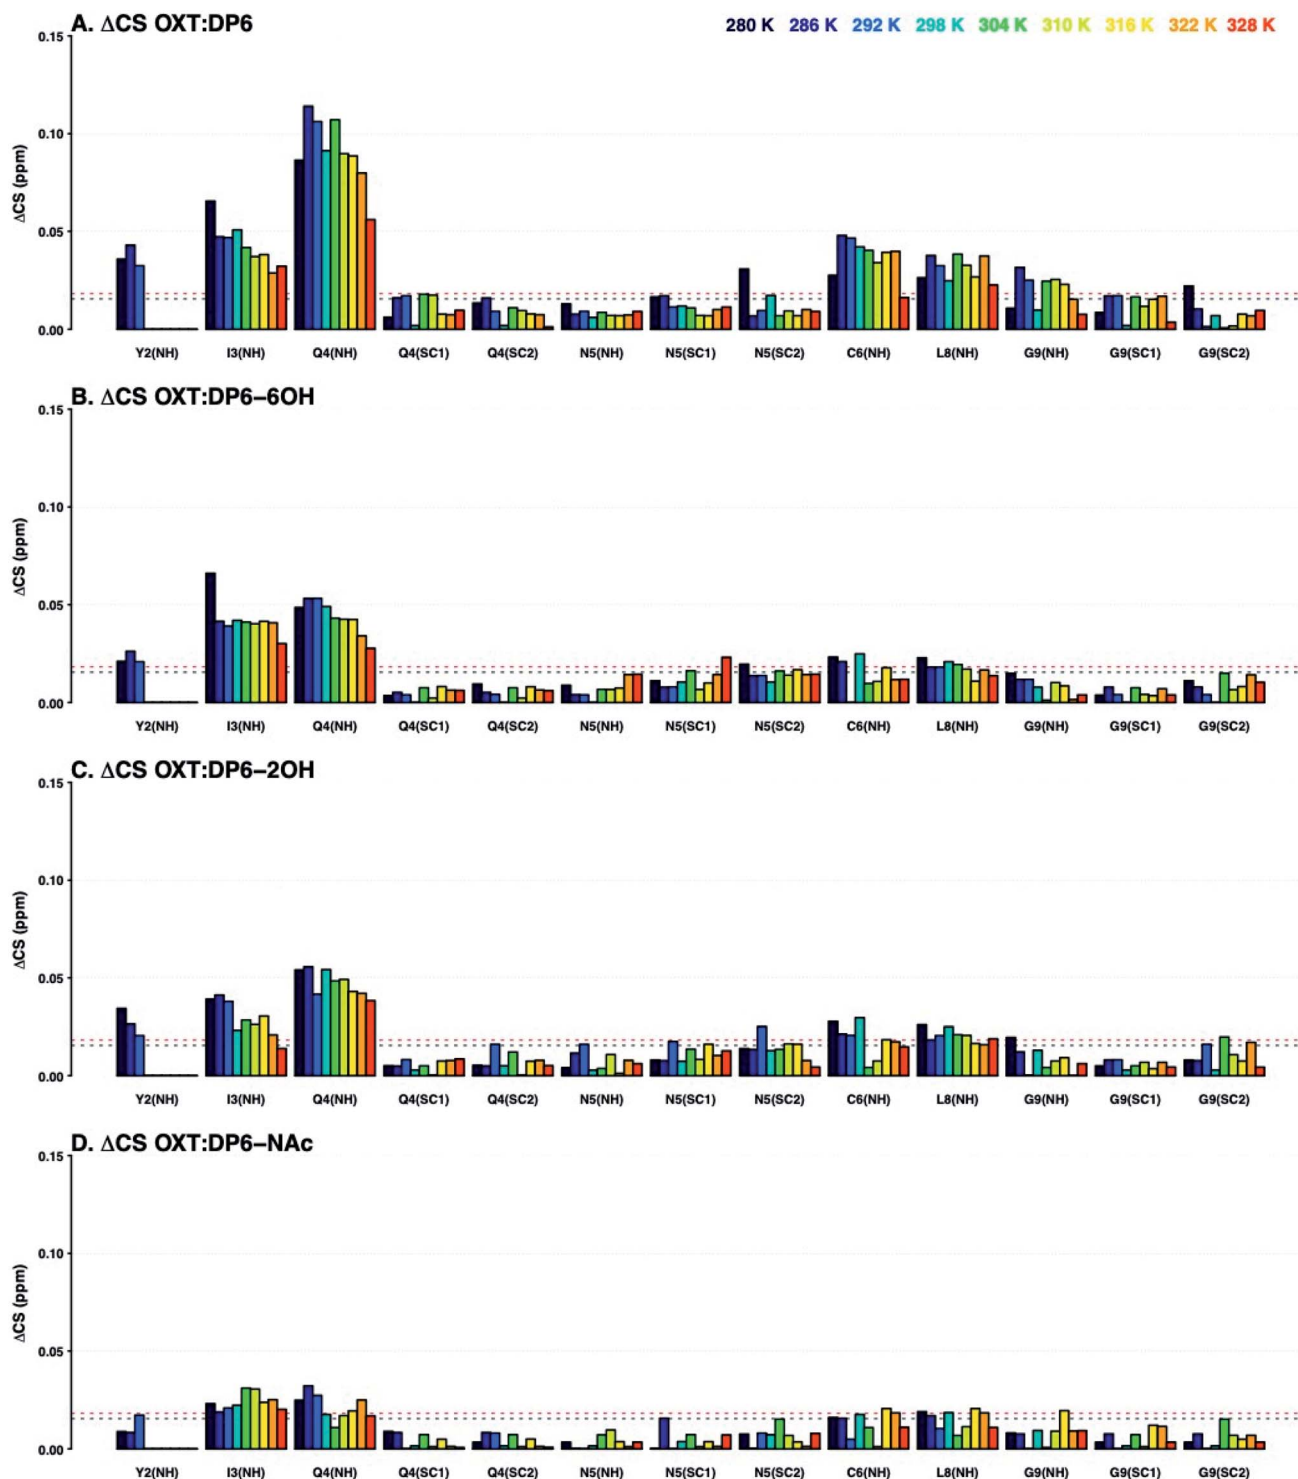 A. ΔCS OXT:DP6
280 K 286 K 292 K 298 K 304 K 310 K 316 K 322 K 328 K
0.15
0.10
0.05
0.00
ΔCS (ppm)
Y2(NH) I3(NH) Q4(NH) Q4(SC1) Q4(SC2) N5(NH) N5(SC1) N5(SC2) C6(NH) L8(NH) G9(NH) G9(SC1) G9(SC2)
B. ΔCS OXT:DP6−6OH
0.15
0.10
0.05
0.00
ΔCS (ppm)
Y2(NH) I3(NH) Q4(NH) Q4(SC1) Q4(SC2) N5(NH) N5(SC1) N5(SC2) C6(NH) L8(NH) G9(NH) G9(SC1) G9(SC2)
C. ΔCS OXT:DP6−2OH
0.15
0.10
0.05
0.00
ΔCS (ppm)
Y2(NH) I3(NH) Q4(NH) Q4(SC1) Q4(SC2) N5(NH) N5(SC1) N5(SC2) C6(NH) L8(NH) G9(NH) G9(SC1) G9(SC2)
D. ΔCS OXT:DP6−NAc
0.15
0.10
0.05
0.00
ΔCS (ppm)
Y2(NH) I3(NH) Q4(NH) Q4(SC1) Q4(SC2) N5(NH) N5(SC1) N5(SC2) C6(NH) L8(NH) G9(NH) G9(SC1) G9(SC2)